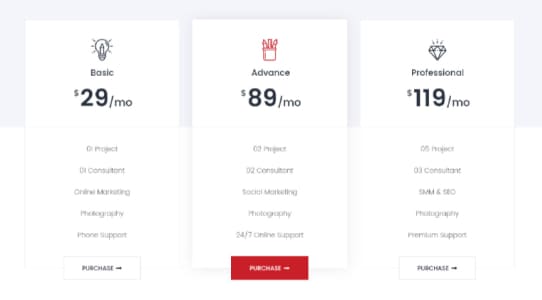 Basic
$29/mo
01 Project
01 Consultant
Online Marketing
Photography
Phone Support
PURCHASE →
Advance
$89/mo
02 Project
02 Consultant
Social Marketing
Photography
24/7 Online Support
PURCHASE →
Professional
$119/mo
05 Project
03 Consultant
SMM & SEO
Photography
Premium Support
PURCHASE →